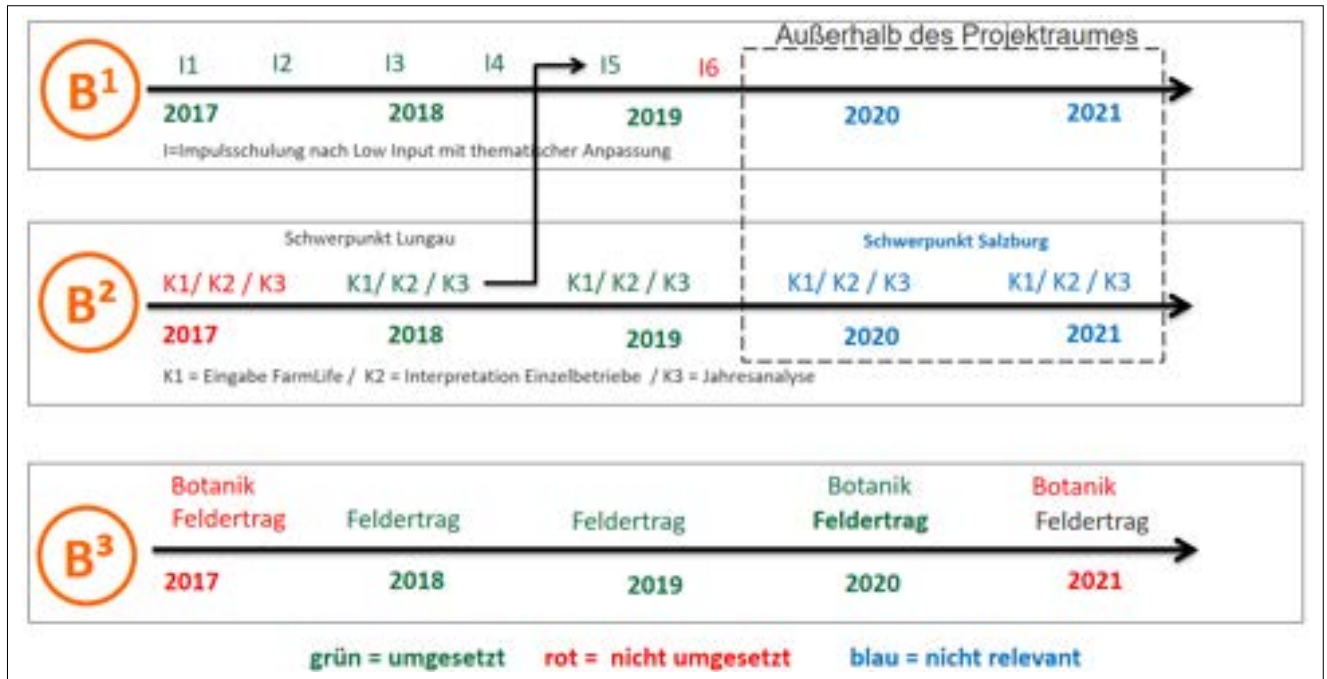 Außerhalb des Projektraumes
B¹
I1 I2 I3 I4 I5 I6
2017 2018 2019 2020 2021
I=Impulsschulung nach Low Input mit thematischer Anpassung
Schwerpunkt Lungau Schwerpunkt Salzburg
B²
K1/ K2 / K3 K1/ K2 / K3 K1/ K2 / K3 K1/ K2 / K3 K1/ K2 / K3
2017 2018 2019 2020 2021
K1 = Eingabe FarmLife / K2 = Interpretation Einzelbetriebe / K3 = Jahresanalyse
Botanik Botanik Botanik
Feldertrag Feldertrag Feldertrag Feldertrag Feldertrag
B³
2017 2018 2019 2020 2021
grün = umgesetzt rot = nicht umgesetzt blau = nicht relevant